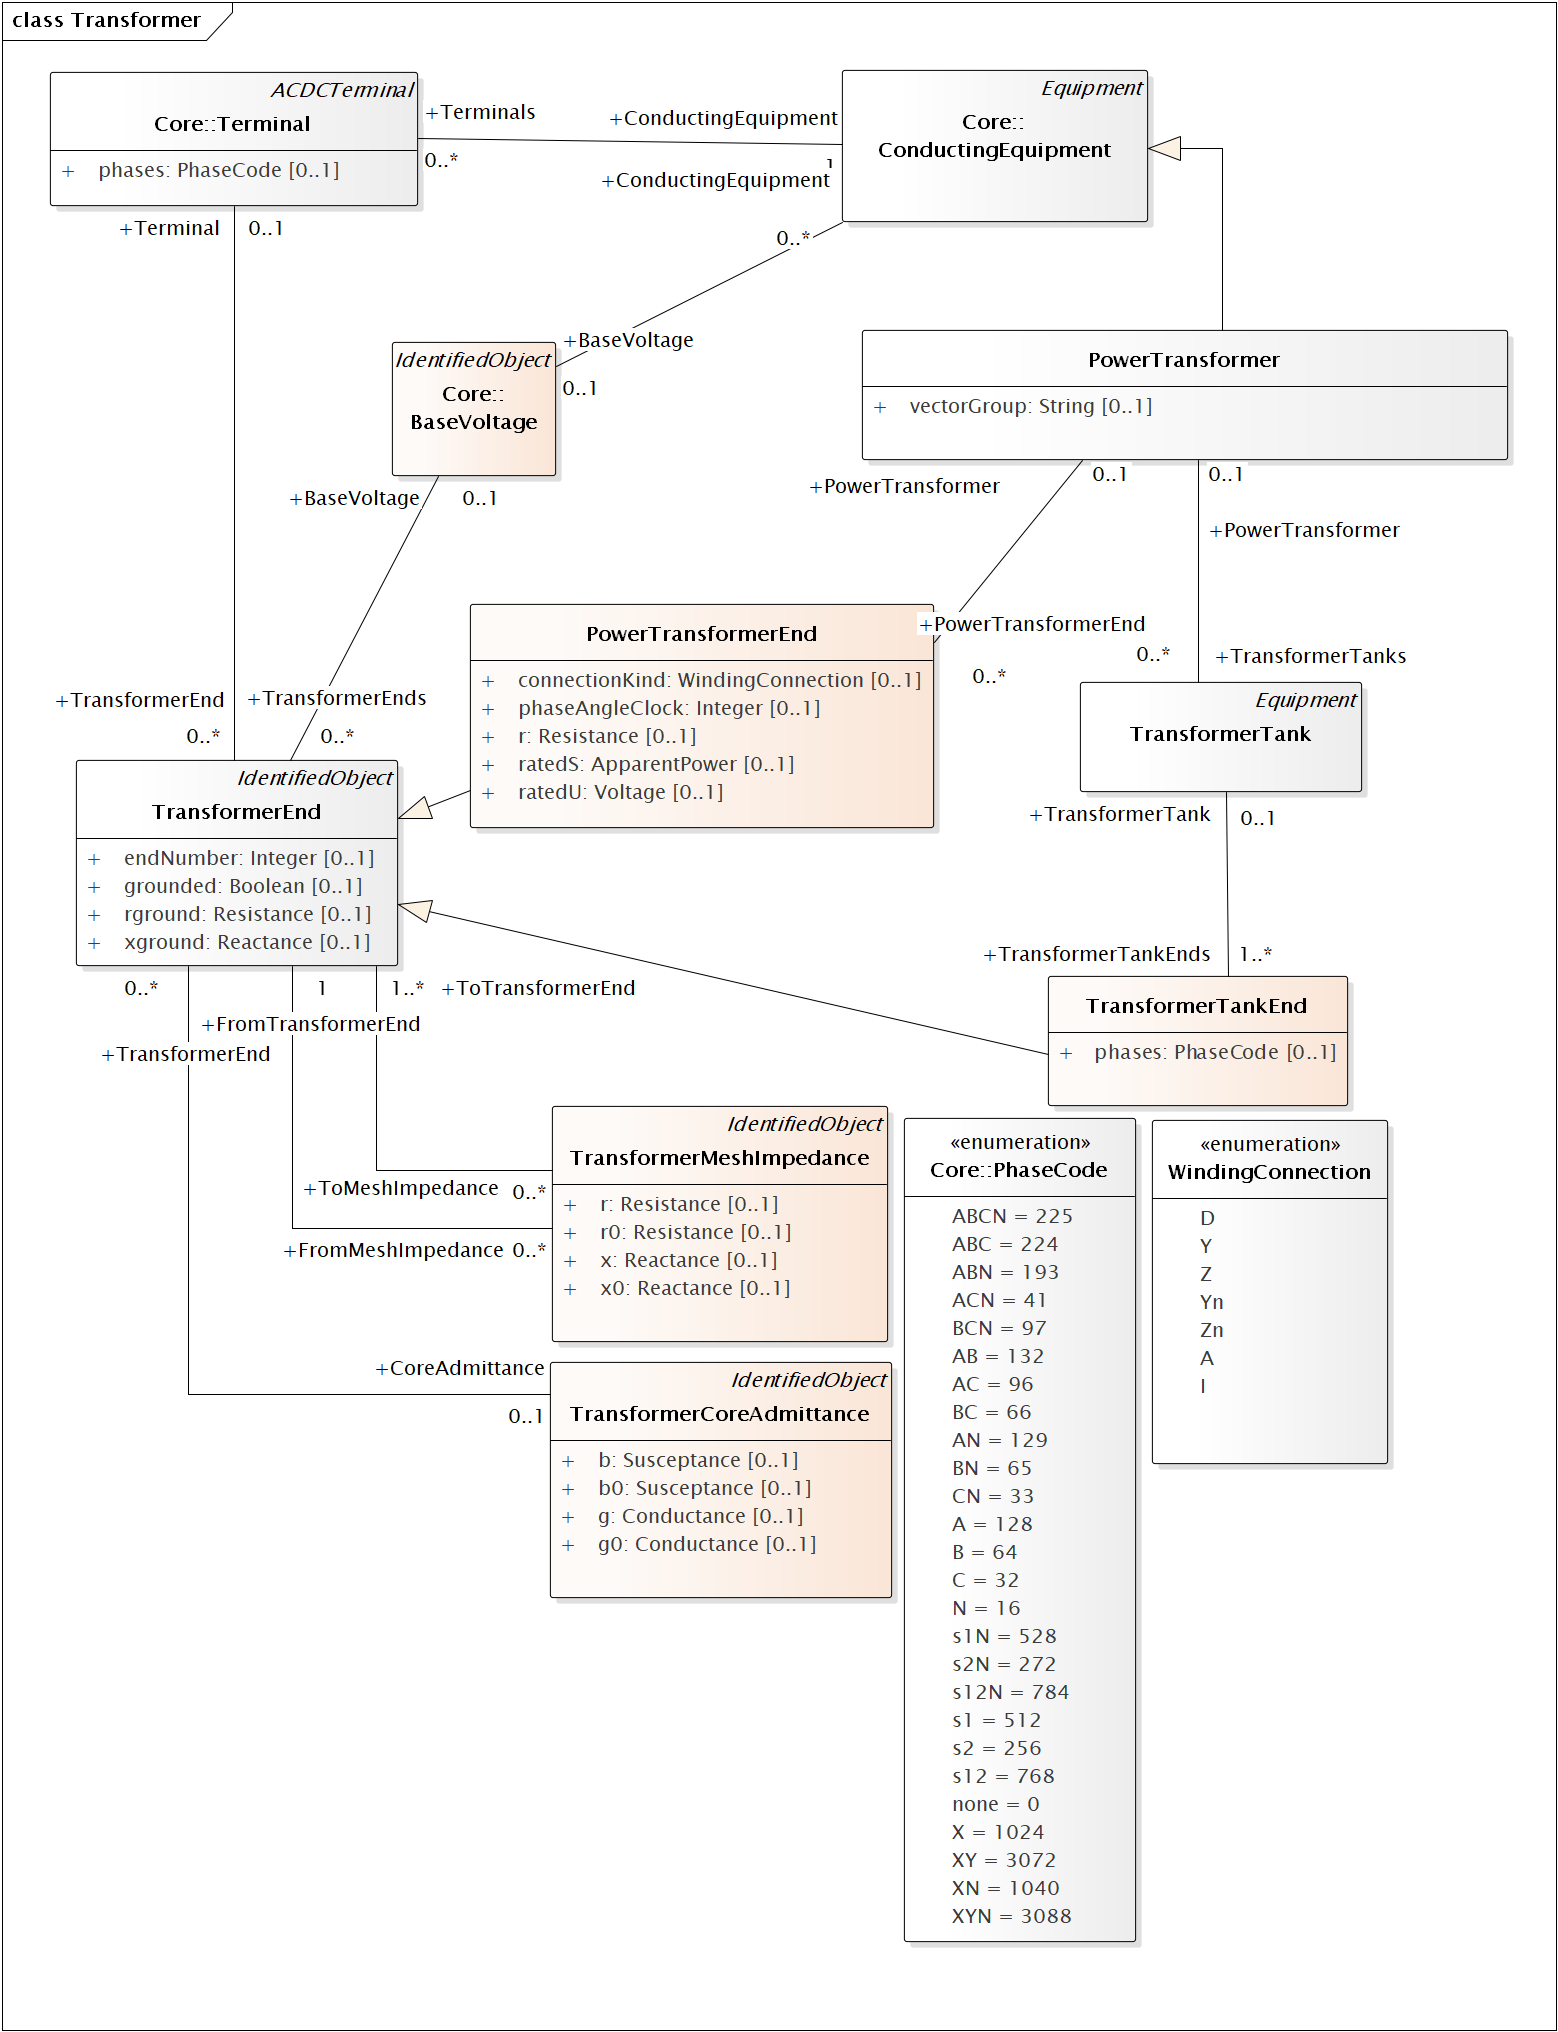 class Transformer
ACDCTerminal
Core::Terminal
+ phases: PhaseCode [0..1]
+Terminals
0..*
+ConductingEquipment
1
+ConductingEquipment
0..*
Equipment
Core::
ConductingEquipment
+Terminal 0..1
+BaseVoltage
0..1
IdentifiedObject
Core::
BaseVoltage
PowerTransformer
+ vectorGroup: String [0..1]
+BaseVoltage 0..1
+PowerTransformer
0..1
0..1
+PowerTransformer
PowerTransformerEnd
+ connectionKind: WindingConnection [0..1]
+ phaseAngleClock: Integer [0..1]
+ r: Resistance [0..1]
+ ratedS: ApparentPower [0..1]
+ ratedU: Voltage [0..1]
+PowerTransformerEnd
0..*
0..*
+TransformerTanks
Equipment
TransformerTank
+TransformerEnd
0..*
+TransformerEnds
0..*
IdentifiedObject
TransformerEnd
+ endNumber: Integer [0..1]
+ grounded: Boolean [0..1]
+ rground: Resistance [0..1]
+ xground: Reactance [0..1]
+TransformerTank 0..1
+TransformerTankEnds 1..*
TransformerTankEnd
+ phases: PhaseCode [0..1]
0..*
1
1..* +ToTransformerEnd
+FromTransformerEnd
+TransformerEnd
IdentifiedObject
TransformerMeshImpedance
+ r: Resistance [0..1]
+ r0: Resistance [0..1]
+ x: Reactance [0..1]
+ x0: Reactance [0..1]
+ToMeshImpedance 0..*
+FromMeshImpedance 0..*
+CoreAdmittance
0..1
IdentifiedObject
TransformerCoreAdmittance
+ b: Susceptance [0..1]
+ b0: Susceptance [0..1]
+ g: Conductance [0..1]
+ g0: Conductance [0..1]
«enumeration»
Core::PhaseCode
ABCN = 225
ABC = 224
ABN = 193
ACN = 41
BCN = 97
AB = 132
AC = 96
BC = 66
AN = 129
BN = 65
CN = 33
A = 128
B = 64
C = 32
N = 16
s1N = 528
s2N = 272
s12N = 784
s1 = 512
s2 = 256
s12 = 768
none = 0
X = 1024
XY = 3072
XN = 1040
XYN = 3088
«enumeration»
WindingConnection
D
Y
Z
Yn
Zn
A
I